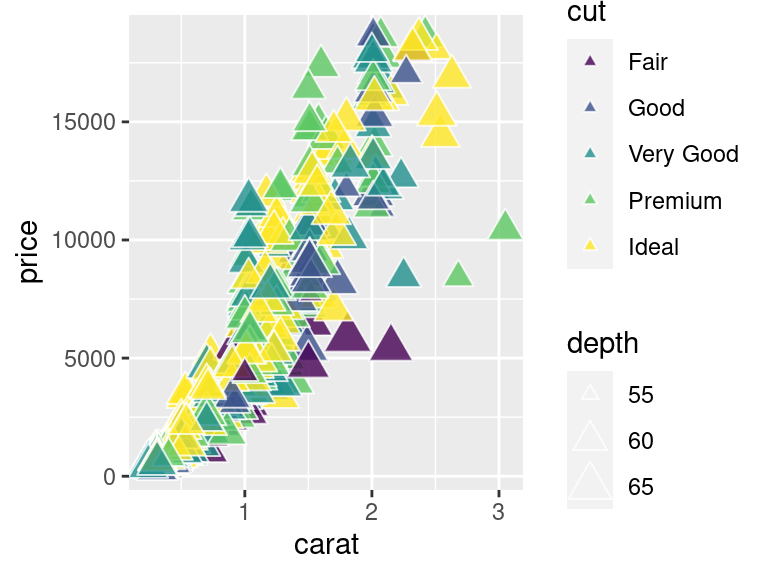 price
15000
10000
5000
0
1
2
3
carat
cut
Fair
Good
Very Good
Premium
Ideal
depth
55
60
65